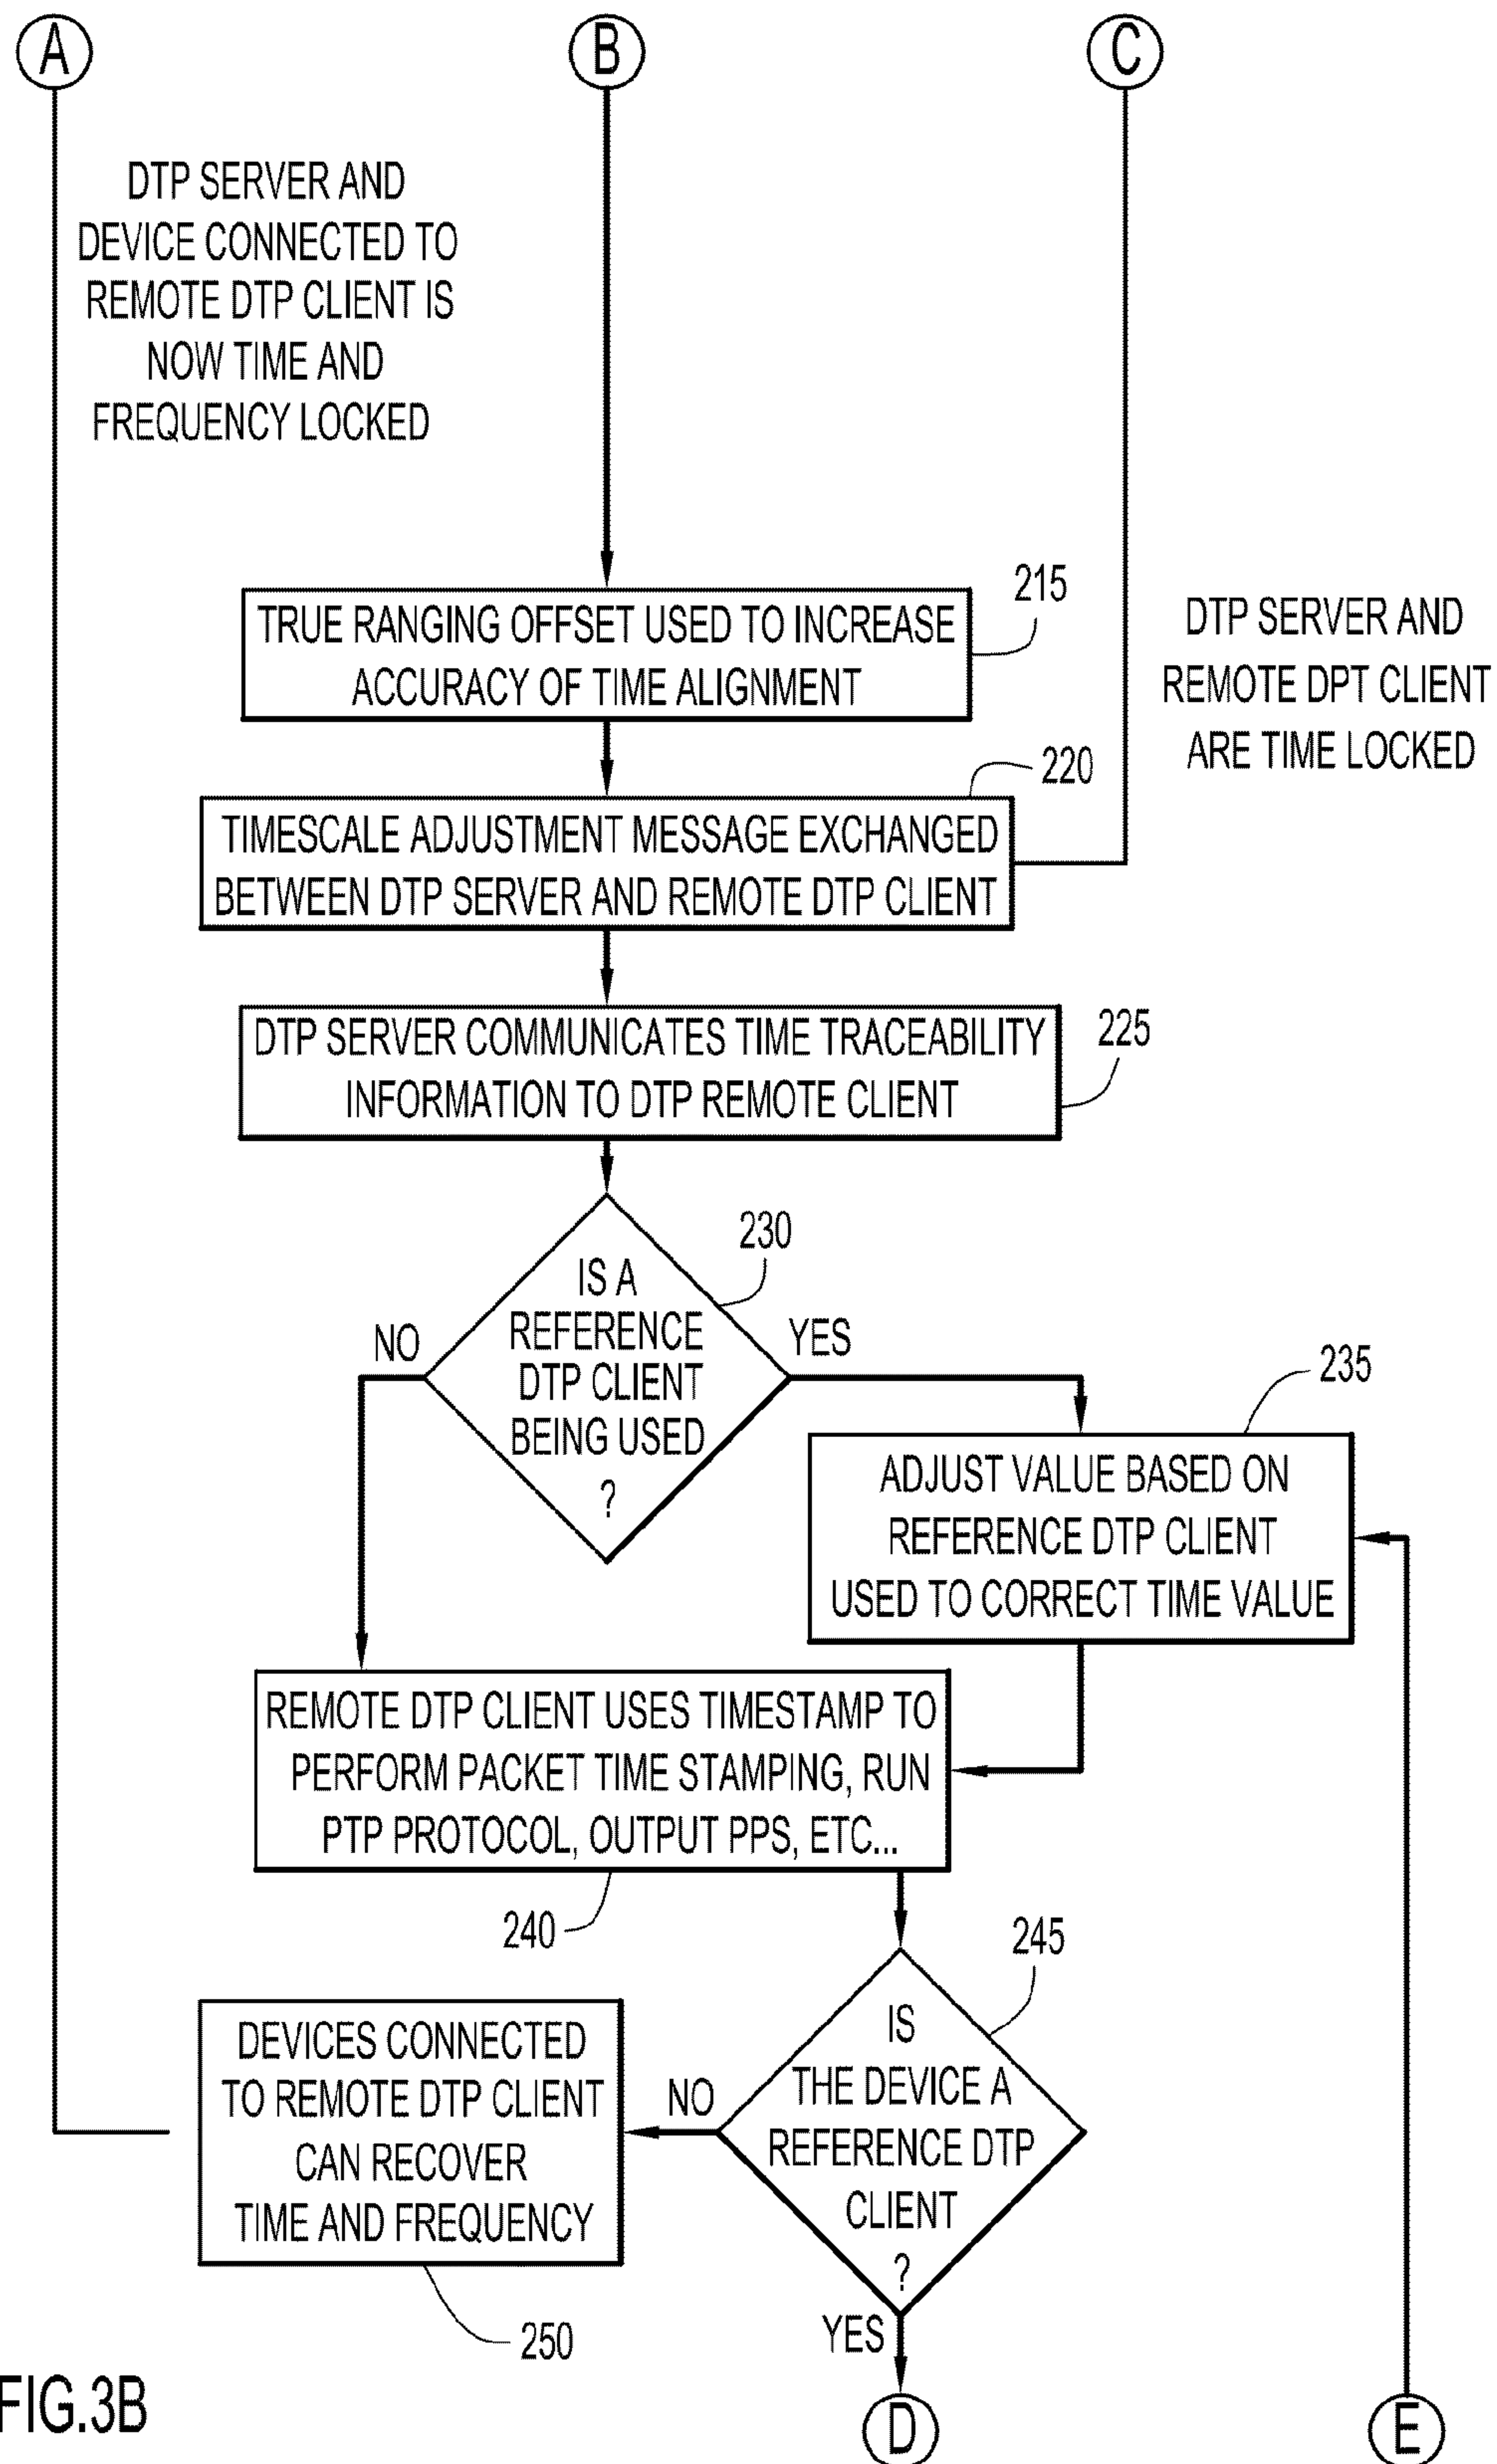 A
B
C
DTP SERVER AND
DEVICE CONNECTED TO
REMOTE DTP CLIENT IS
NOW TIME AND
FREQUENCY LOCKED
215
TRUE RANGING OFFSET USED TO INCREASE
ACCURACY OF TIME ALIGNMENT
DTP SERVER AND
REMOTE DPT CLIENT
ARE TIME LOCKED
220
TIMESCALE ADJUSTMENT MESSAGE EXCHANGED
BETWEEN DTP SERVER AND REMOTE DTP CLIENT
225
DTP SERVER COMMUNICATES TIME TRACEABILITY
INFORMATION TO DTP REMOTE CLIENT
230
IS A
REFERENCE
DTP CLIENT
BEING USED
?
NO
YES
235
ADJUST VALUE BASED ON
REFERENCE DTP CLIENT
USED TO CORRECT TIME VALUE
REMOTE DTP CLIENT USES TIMESTAMP TO
PERFORM PACKET TIME STAMPING, RUN
PTP PROTOCOL, OUTPUT PPS, ETC...
240
245
IS
THE DEVICE A
REFERENCE DTP
CLIENT
?
NO
YES
DEVICES CONNECTED
TO REMOTE DTP CLIENT
CAN RECOVER
TIME AND FREQUENCY
250
FIG.3B
D
E